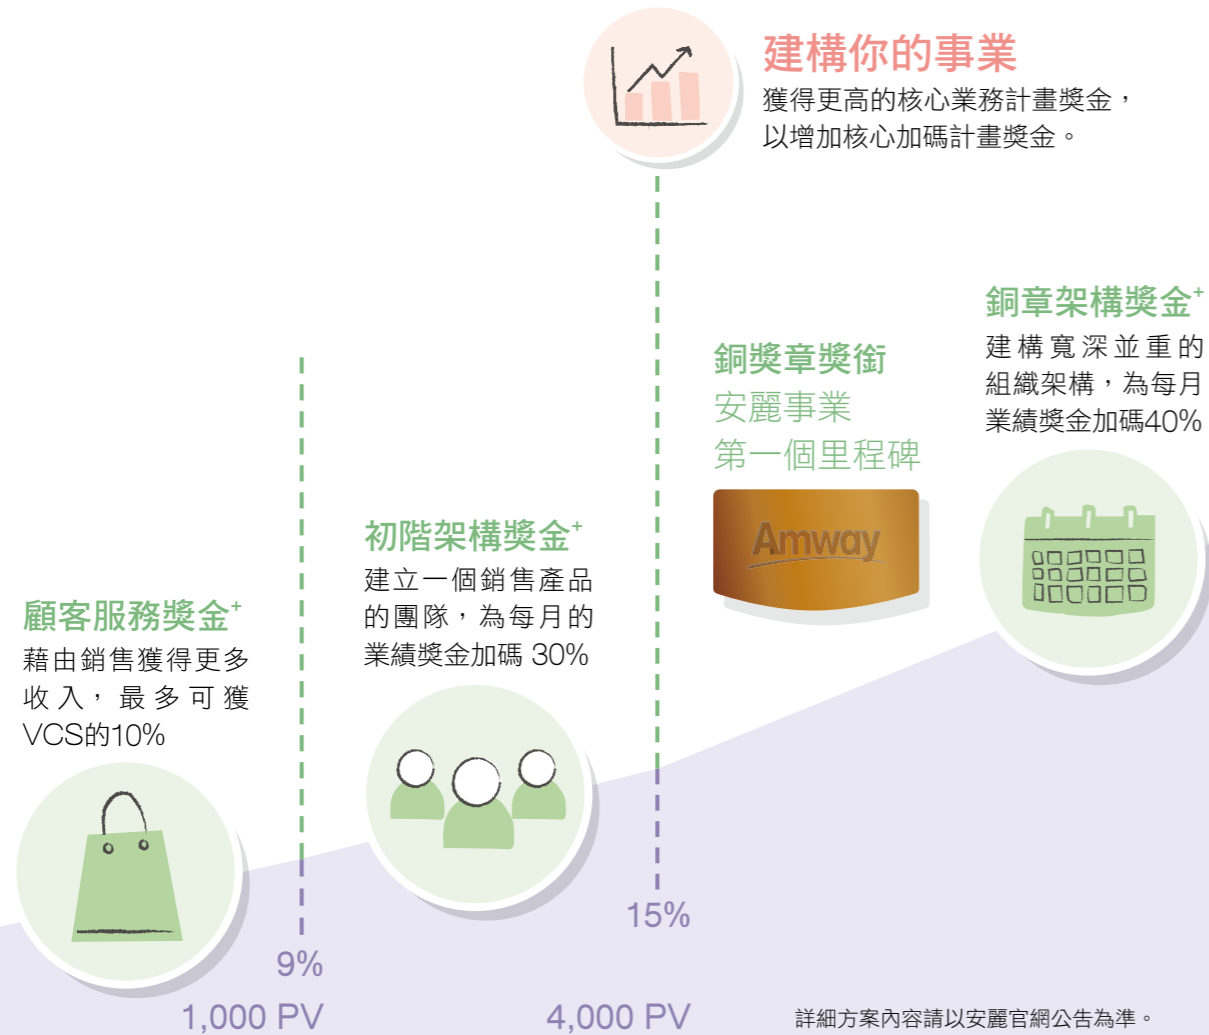 建構你的事業
獲得更高的核心業務計畫獎金，
以增加核心加碼計畫獎金。
銅章架構獎金+
建構寬深並重的
組織架構，為每月
業績獎金加碼40%
銅獎章獎銜
安麗事業
第一個里程碑
Amway
初階架構獎金+
建立一個銷售產品
的團隊，為每月的
業績獎金加碼 30%
顧客服務獎金+
藉由銷售獲得更多
收入，最多可獲
VCS的10%
15%
9%
1,000 PV
4,000 PV
詳細方案內容請以安麗官網公告為準。